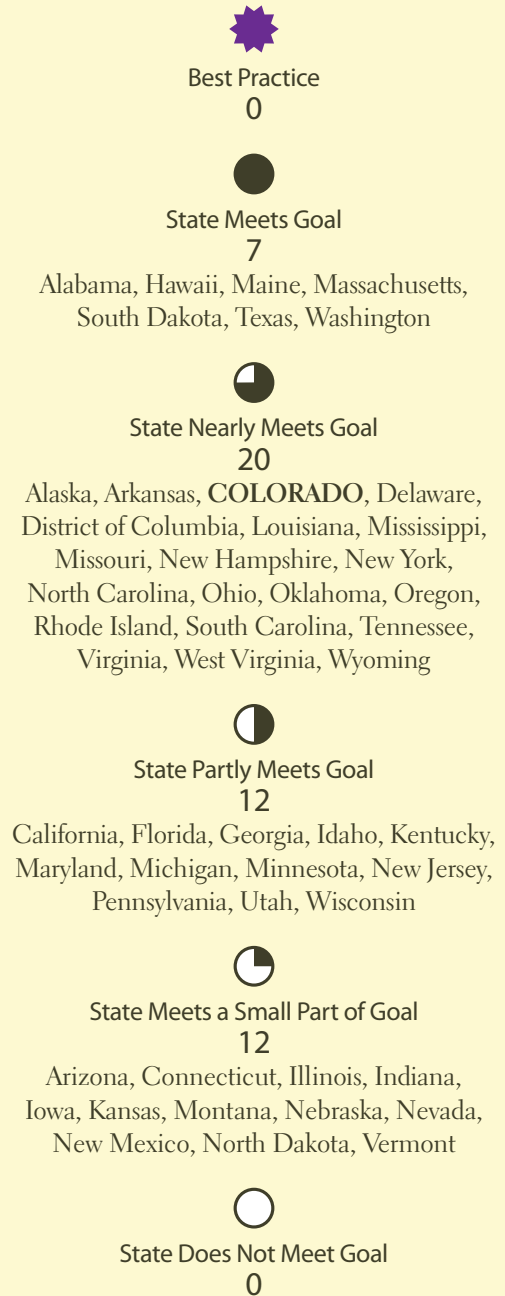 Best Practice
0
State Meets Goal
7
Alabama, Hawaii, Maine, Massachusetts,
South Dakota, Texas, Washington
State Nearly Meets Goal
20
Alaska, Arkansas, COLORADO, Delaware,
District of Columbia, Louisiana, Mississippi,
Missouri, New Hampshire, New York,
North Carolina, Ohio, Oklahoma, Oregon,
Rhode Island, South Carolina, Tennessee,
Virginia, West Virginia, Wyoming
State Partly Meets Goal
12
California, Florida, Georgia, Idaho, Kentucky,
Maryland, Michigan, Minnesota, New Jersey,
Pennsylvania, Utah, Wisconsin
State Meets a Small Part of Goal
12
Arizona, Connecticut, Illinois, Indiana,
Iowa, Kansas, Montana, Nebraska, Nevada,
New Mexico, North Dakota, Vermont
State Does Not Meet Goal
0